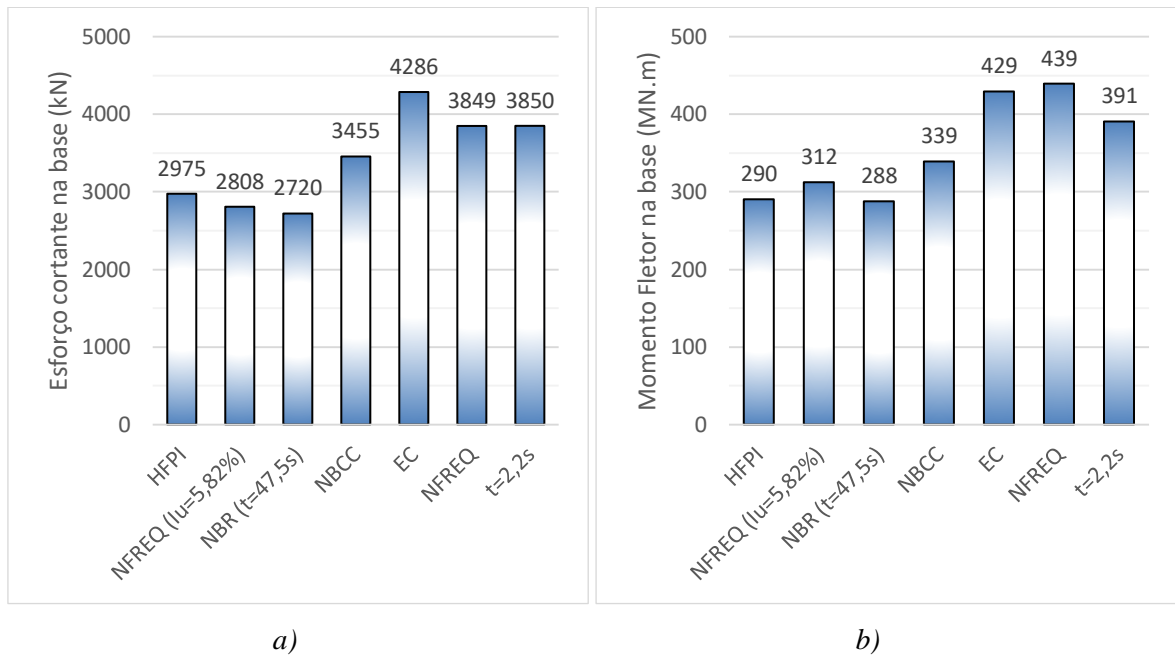 Esforço cortante na base (kN)
5000
4000
3000
2000
1000
0
2975
2808
2720
3455
4286
3849
3850
HFPI
NFREQ (Iu=5,82%)
NBR (t=47,5s)
NBCC
EC
NFREQ
t=2,2s
a)
Momento Fletor na base (MN.m)
500
400
300
200
100
0
290
312
288
339
429
439
391
HFPI
NFREQ (Iu=5,82%)
NBR (t=47,5s)
NBCC
EC
NFREQ
t=2,2s
b)